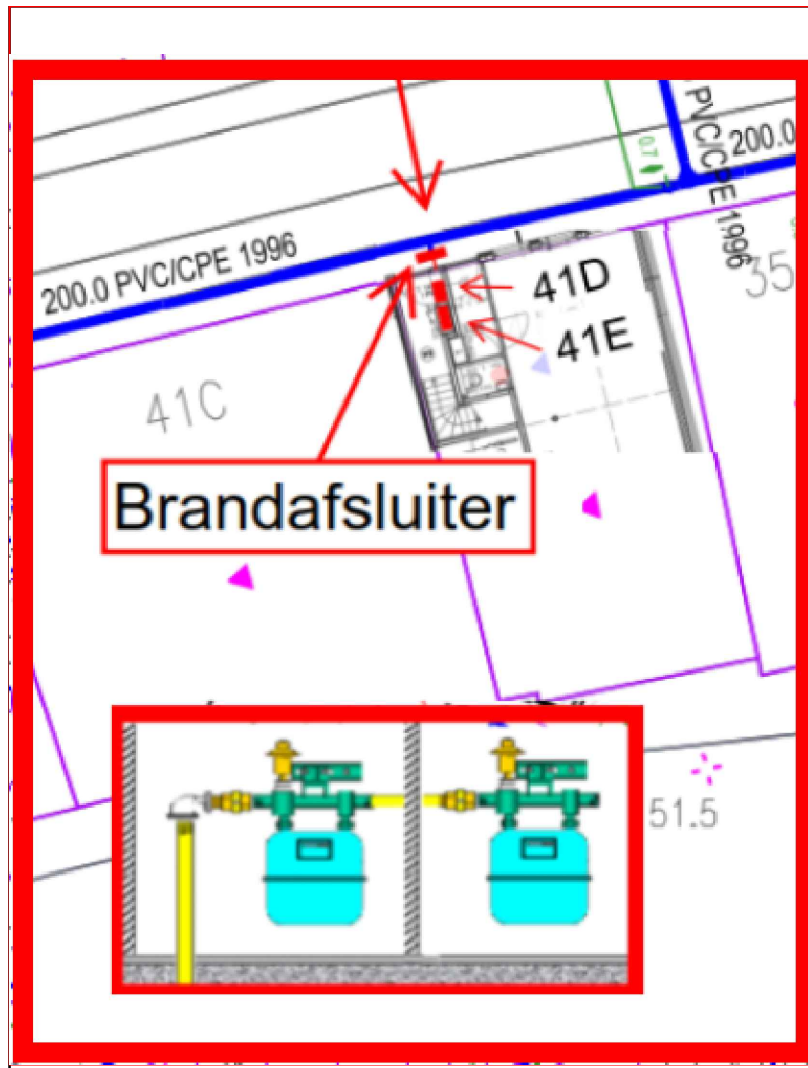 0.7
PVC/CPE 1996
200.0
200.0 PVC/CPE 1996
35
41D
41E
41C
Brandafsluiter
51.5